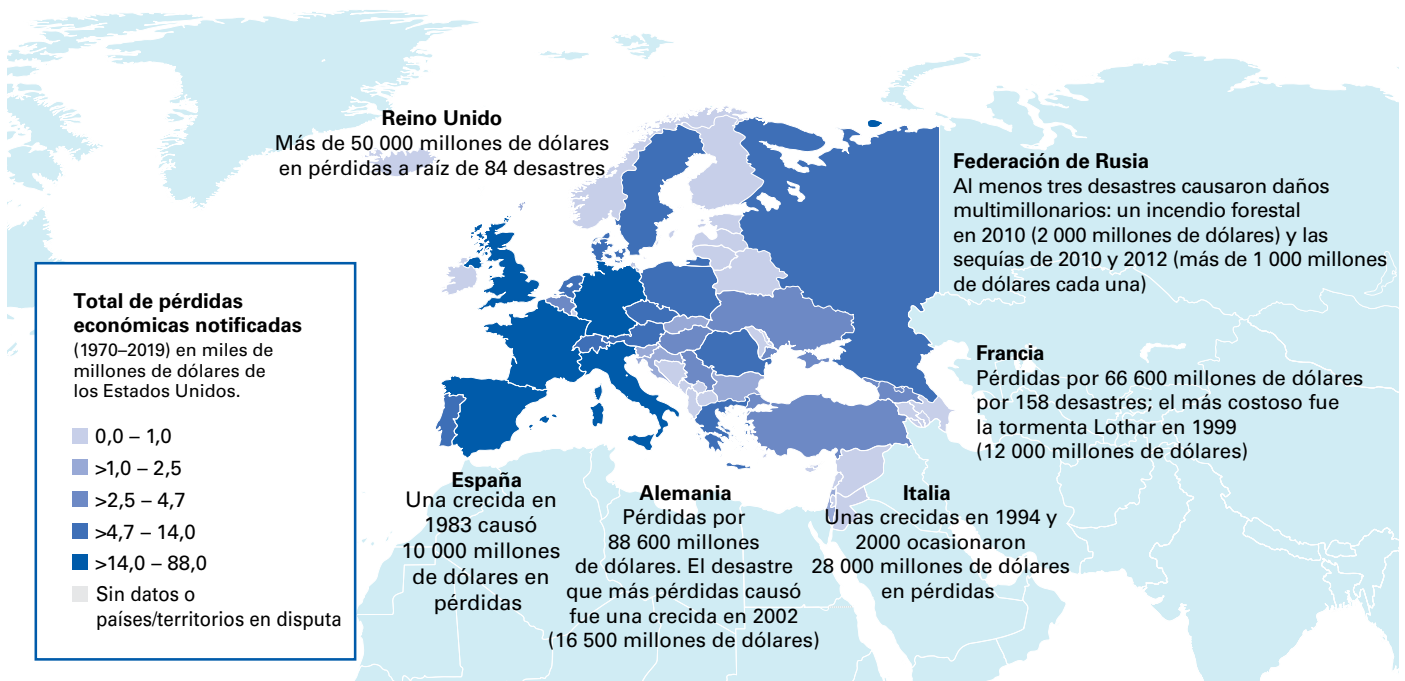 Reino Unido
Más de 50 000 millones de dólares
en pérdidas a raíz de 84 desastres
Federación de Rusia
Al menos tres desastres causaron daños
multimillonarios: un incendio forestal
en 2010 (2 000 millones de dólares) y las
sequías de 2010 y 2012 (más de 1 000 millones
de dólares cada una)
Total de pérdidas
económicas notificadas
(1970–2019) en miles de
millones de dólares de
los Estados Unidos.
0,0 – 1,0
>1,0 – 2,5
>2,5 – 4,7
>4,7 – 14,0
>14,0 – 88,0
Sin datos o
países/territorios en disputa
Francia
Pérdidas por 66 600 millones de dólares
por 158 desastres; el más costoso fue
la tormenta Lothar en 1999
(12 000 millones de dólares)
España
Una crecida en
1983 causó
10 000 millones
de dólares en
pérdidas
Alemania
Pérdidas por
88 600 millones
de dólares. El desastre
que más pérdidas causó
fue una crecida en 2002
(16 500 millones de dólares)
Italia
Unas crecidas en 1994 y
2000 ocasionaron
28 000 millones de dólares
en pérdidas